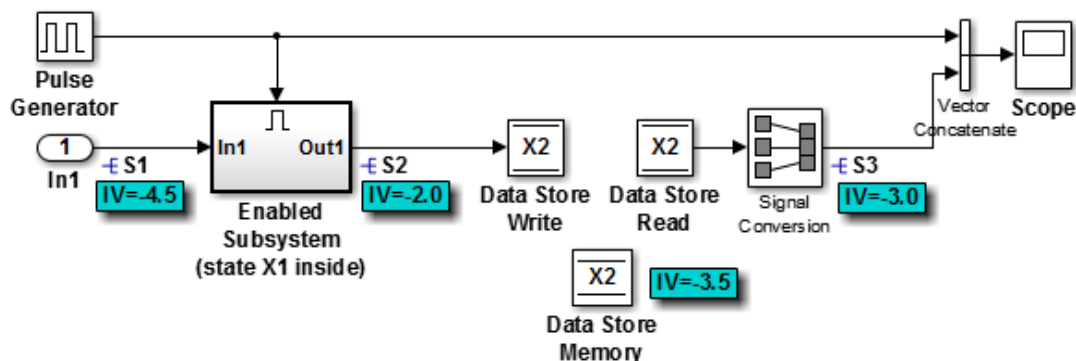 Pulse
Generator
1
In1
S1
IV=-4.5
In1 Out1
Enabled
Subsystem
(state X1 inside)
S2
IV=-2.0
X2
Data Store
Write
X2
Data Store
Read
Signal
Conversion
S3
IV=-3.0
Vector
Concatenate
Scope
X2
IV=-3.5
Data Store
Memory